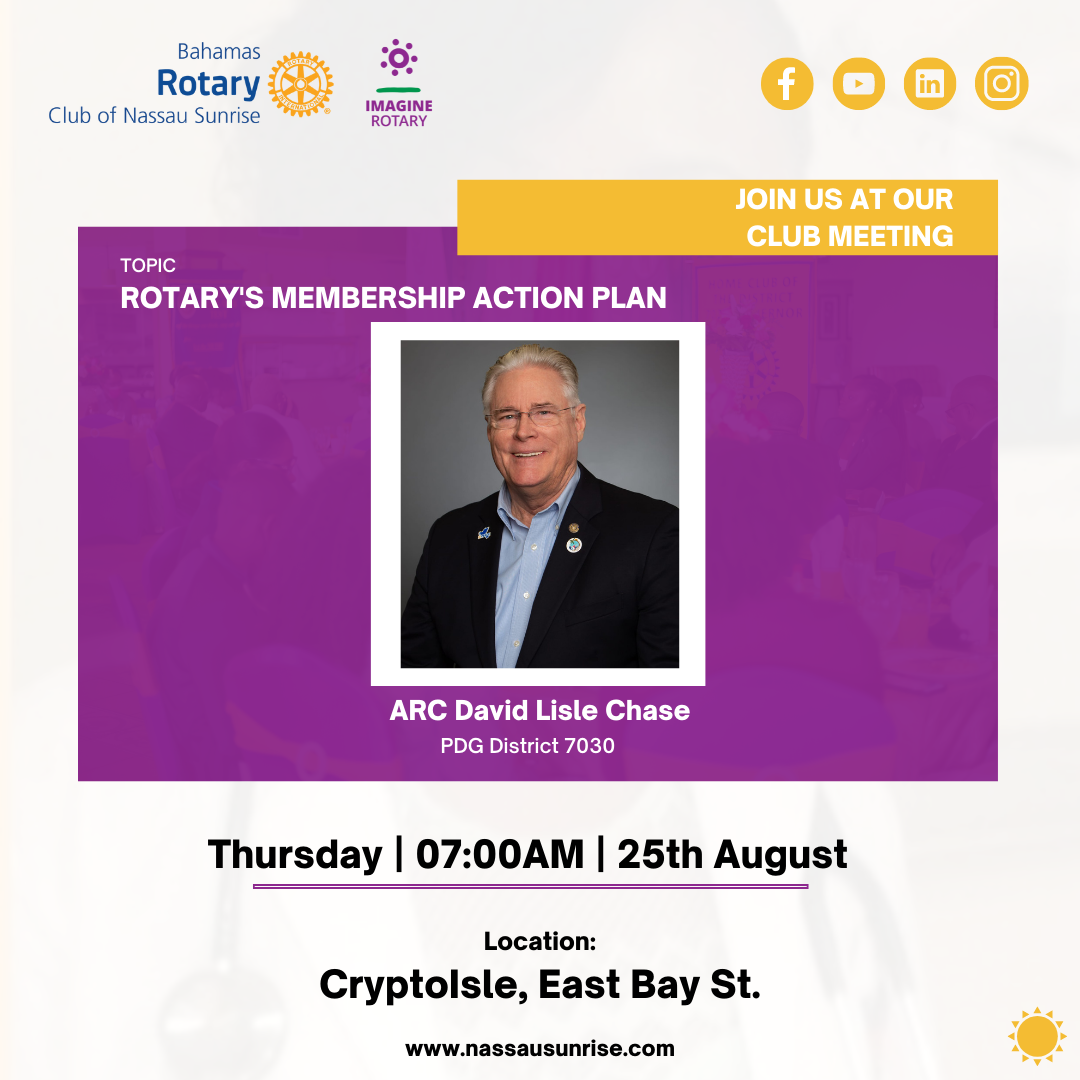 Bahamas
Rotary
Club of Nassau Sunrise
ROTARY
INTERNATIONAL
IMAGINE
ROTARY
JOIN US AT OUR
CLUB MEETING
TOPIC
ROTARY'S MEMBERSHIP ACTION PLAN
ARC David Lisle Chase
PDG District 7030
Thursday | 07:00AM | 25th August
Location:
CryptoIsle, East Bay St.
www.nassausunrise.com